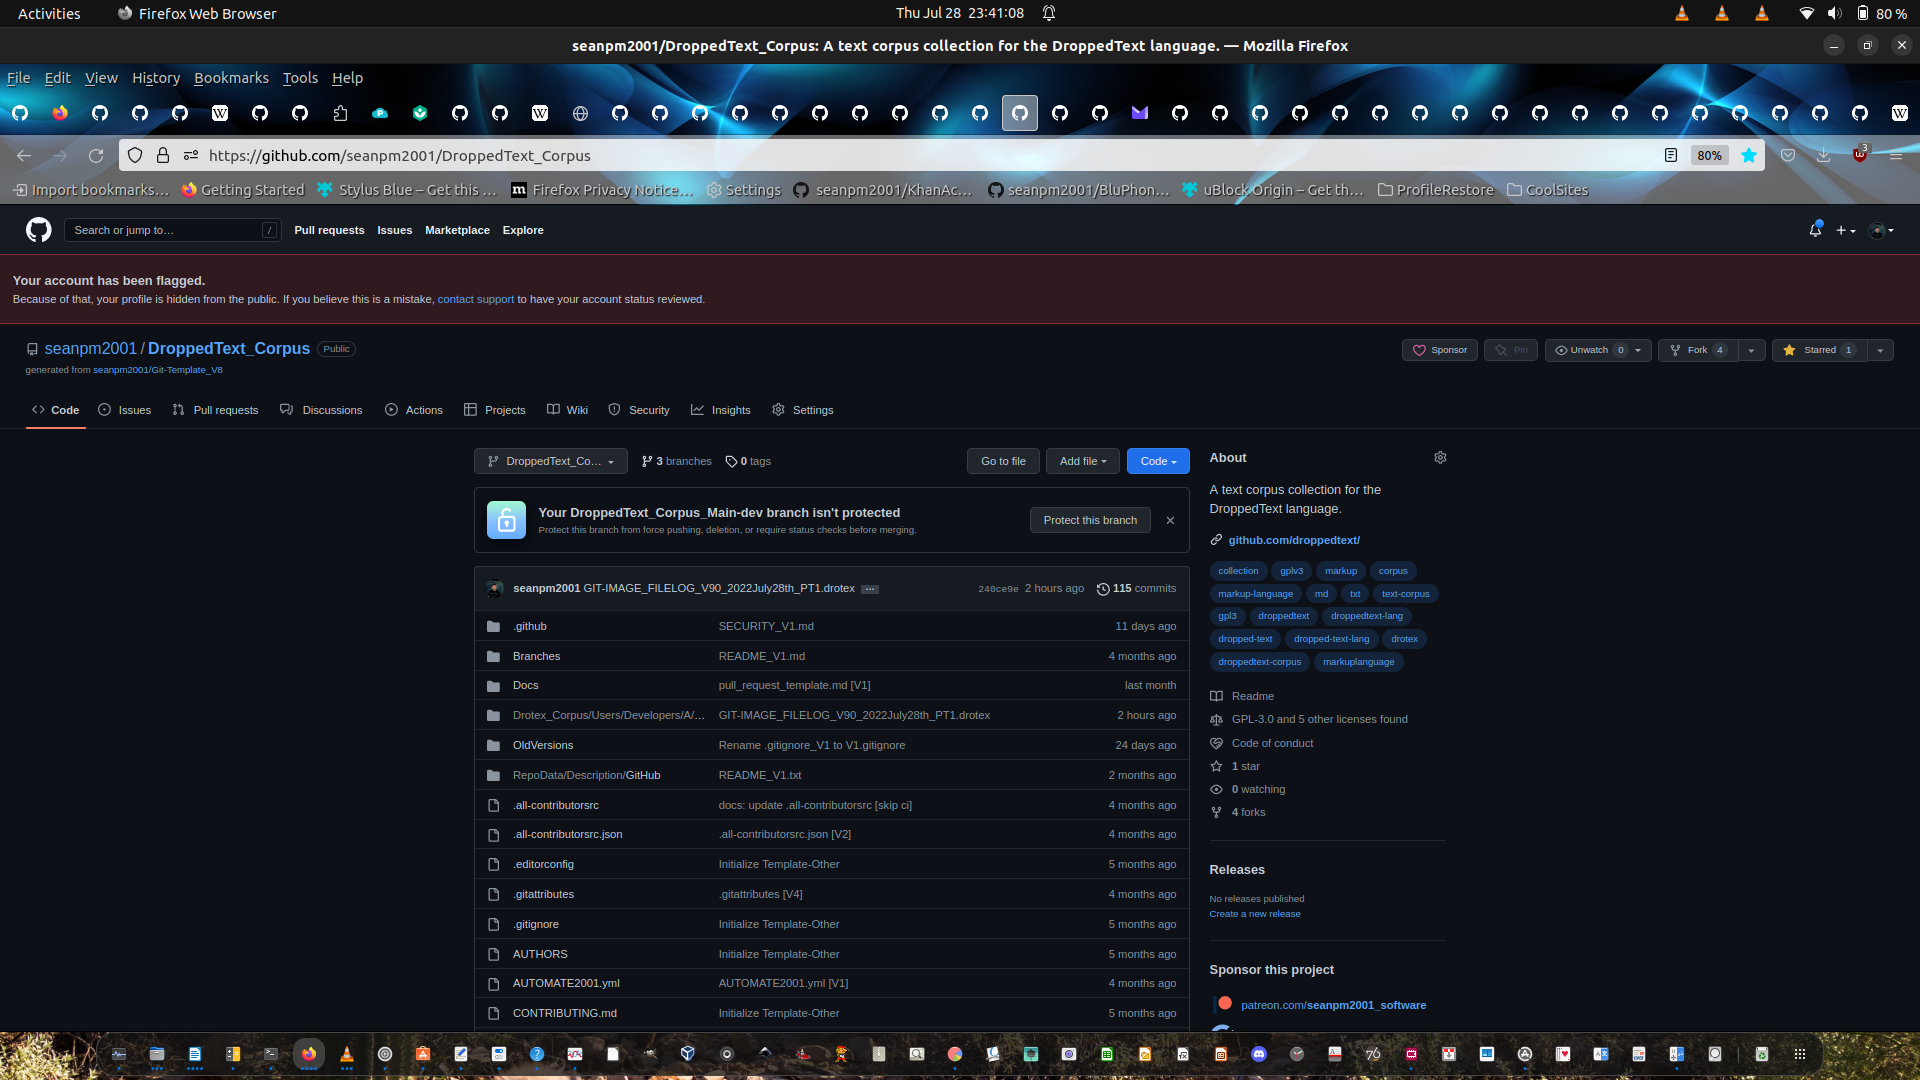 Activities
Firefox Web Browser
Thu Jul 28 23:41:08
80 %
seanpm2001/DroppedText_Corpus: A text corpus collection for the DroppedText language. — Mozilla Firefox
File Edit View History Bookmarks Tools Help
https://github.com/seanpm2001/DroppedText_Corpus
80%
3
Import bookmarks… Getting Started Stylus Blue – Get this … Firefox Privacy Notice… Settings seanpm2001/KhanAc… seanpm2001/BluPhon… uBlock Origin – Get th… ProfileRestore CoolSites
Search or jump to… /
Pull requests Issues Marketplace Explore
Your account has been flagged.
Because of that, your profile is hidden from the public. If you believe this is a mistake, contact support to have your account status reviewed.
seanpm2001 / DroppedText_Corpus Public
generated from seanpm2001/Git-Template_V8
Sponsor Pin Unwatch 0 Fork 4 Starred 1
Code Issues Pull requests Discussions Actions Projects Wiki Security Insights Settings
DroppedText_Co… 3 branches 0 tags Go to file Add file Code
Your DroppedText_Corpus_Main-dev branch isn't protected
Protect this branch from force pushing, deletion, or require status checks before merging.
Protect this branch
seanpm2001 GIT-IMAGE_FILELOG_V90_2022July28th_PT1.drotex … 240ce9e 2 hours ago 115 commits
.github SECURITY_V1.md 11 days ago
Branches README_V1.md 4 months ago
Docs pull_request_template.md [V1] last month
Drotex_Corpus/Users/Developers/A/… GIT-IMAGE_FILELOG_V90_2022July28th_PT1.drotex 2 hours ago
OldVersions Rename .gitignore_V1 to V1.gitignore 24 days ago
RepoData/Description/GitHub README_V1.txt 2 months ago
.all-contributorsrc docs: update .all-contributorsrc [skip ci] 4 months ago
.all-contributorsrc.json .all-contributorsrc.json [V2] 4 months ago
.editorconfig Initialize Template-Other 5 months ago
.gitattributes .gitattributes [V4] 4 months ago
.gitignore Initialize Template-Other 5 months ago
AUTHORS Initialize Template-Other 5 months ago
AUTOMATE2001.yml AUTOMATE2001.yml [V1] 4 months ago
CONTRIBUTING.md Initialize Template-Other 5 months ago
About
A text corpus collection for the
DroppedText language.
github.com/droppedtext/
collection gplv3 markup corpus
markup-language md txt text-corpus
gpl3 droppedtext droppedtext-lang
dropped-text dropped-text-lang drotex
droppedtext-corpus markuplanguage
Readme
GPL-3.0 and 5 other licenses found
Code of conduct
1 star
0 watching
4 forks
Releases
No releases published
Create a new release
Sponsor this project
patreon.com/seanpm2001_software